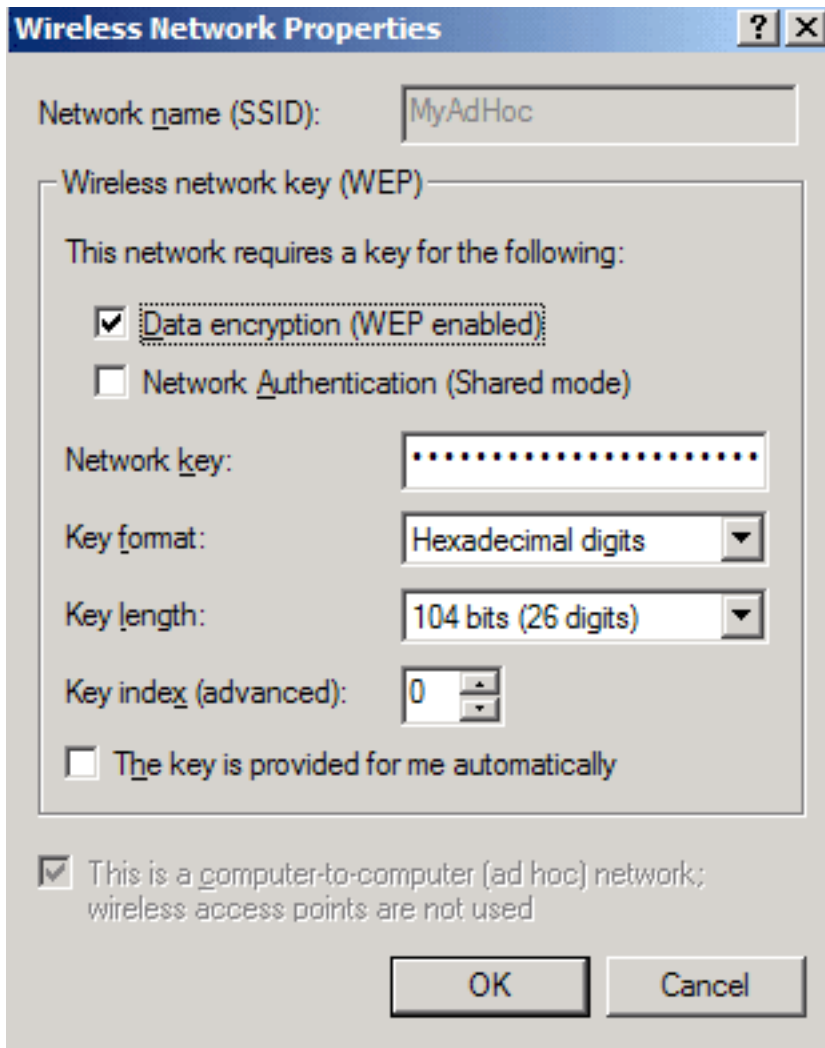 Wireless Network Properties
Network name (SSID): MyAdHoc
Wireless network key (WEP)
This network requires a key for the following:
Data encryption (WEP enabled)
Network Authentication (Shared mode)
Network key: ••••••••••••••••••••••
Key format: Hexadecimal digits
Key length: 104 bits (26 digits)
Key index (advanced): 0
The key is provided for me automatically
This is a computer-to-computer (ad hoc) network;
wireless access points are not used
OK Cancel